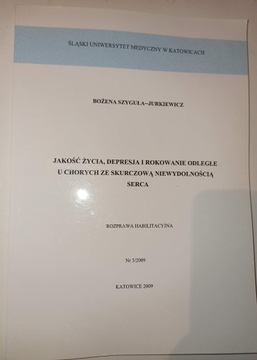 ŚLĄSKI UNIWERSYTET MEDYCZNY W KATOWICACH
BOŻENA SZYGUŁA--JURKIEWICZ
JAKOŚĆ ŻYCIA, DEPRESJA I ROKOWANIE ODLEGŁE
U CHORYCH ZE SKURCZOWĄ NIEWYDOLNOŚCIĄ
SERCA
ROZPRAWA HABILITACYJNA
Nr 5/2009
KATOWICE 2009